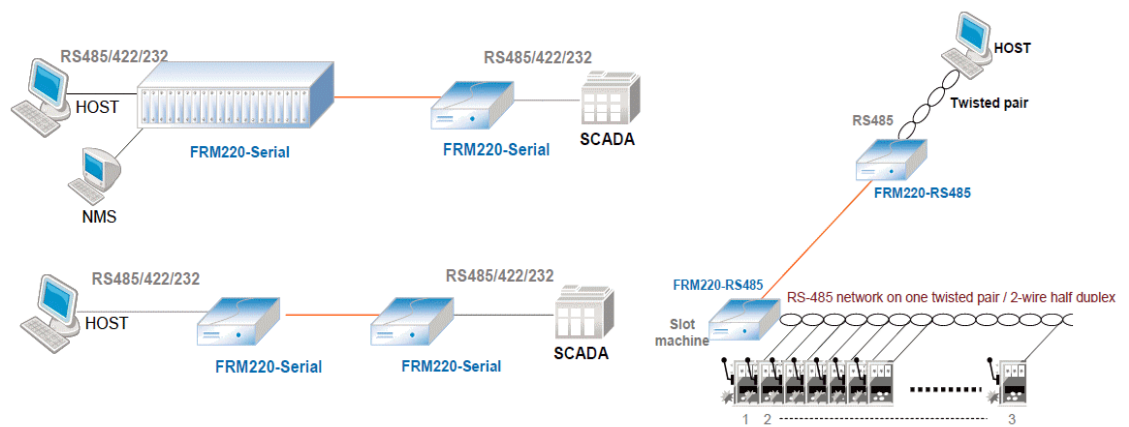 RS485/422/232
HOST
FRM220-Serial
NMS
RS485/422/232
FRM220-Serial
SCADA
RS485/422/232
HOST
FRM220-Serial
RS485/422/232
FRM220-Serial
SCADA
HOST
Twisted pair
RS485
FRM220-RS485
FRM220-RS485
RS-485 network on one twisted pair / 2-wire half duplex
Slot
machine
1 2 3